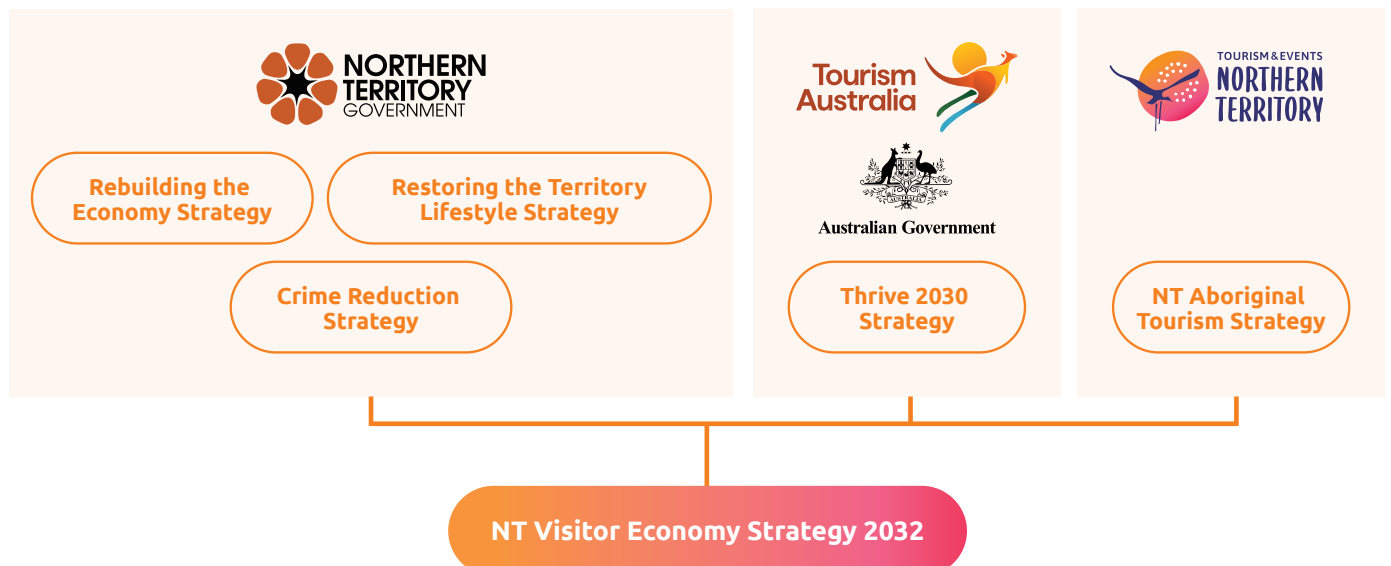 NORTHERN
TERRITORY
GOVERNMENT
Rebuilding the
Economy Strategy
Restoring the Territory
Lifestyle Strategy
Crime Reduction
Strategy
Tourism
Australia
AUSTRALIA
Australian Government
Thrive 2030
Strategy
TOURISM & EVENTS
NORTHERN
TERRITORY
NT Aboriginal
Tourism Strategy
NT Visitor Economy Strategy 2032